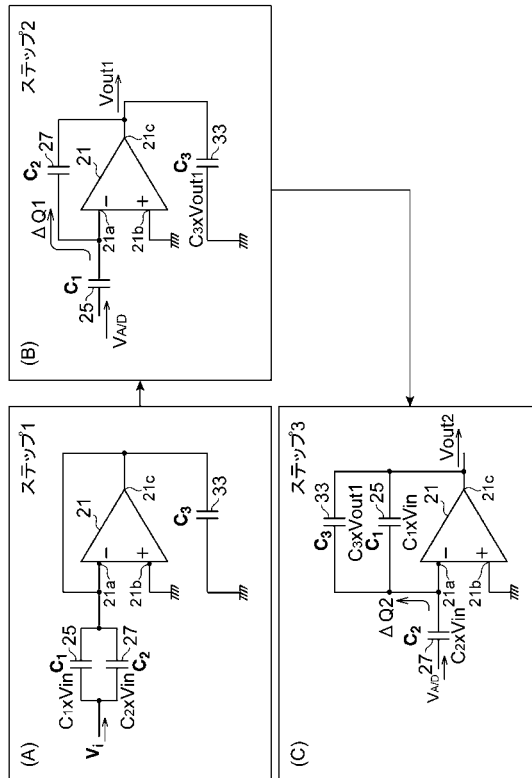 (A)
ステップ1
Vi
C1
25
C1xVin
27
C2
C2xVin
21
21a
21b
21c
33
C3
(B)
ステップ2
VA/D
C1
25
ΔQ1
C2
27
21
21a
21b
21c
Vout1
33
C3
C3xVout1
(C)
ステップ3
VA/D
27
C2
C2xVin
ΔQ2
C3
33
C3xVout1
C1
25
C1xVin
21
21a
21b
21c
Vout2